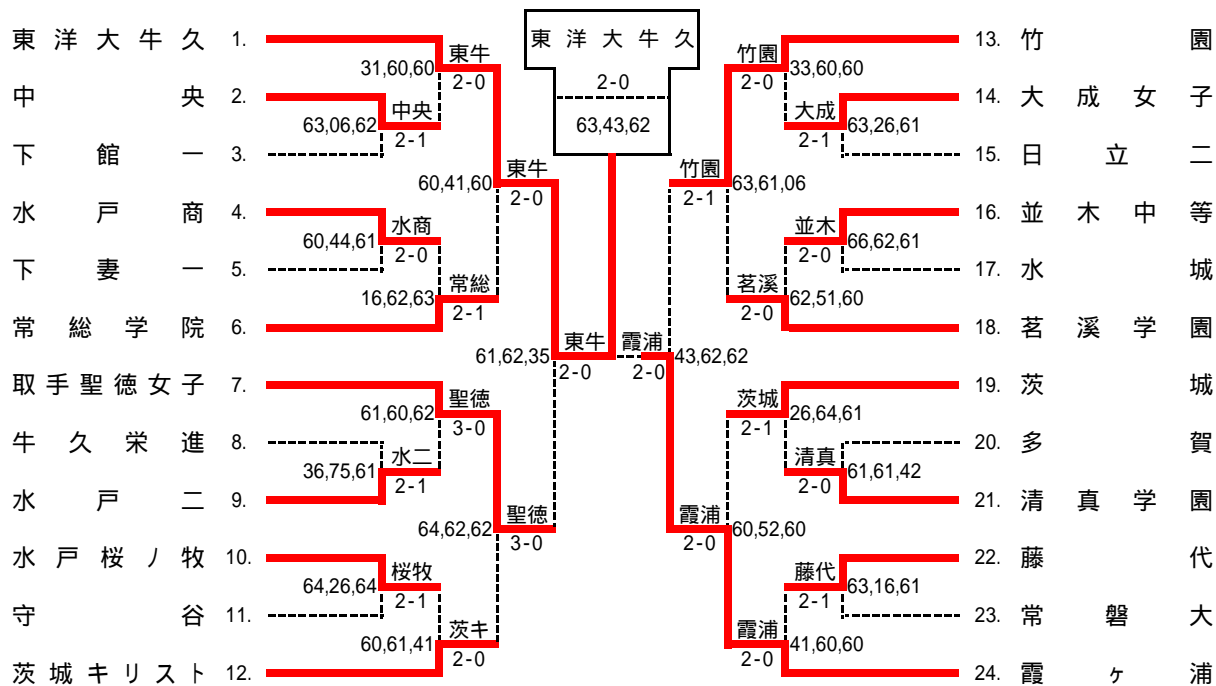 東洋大牛久
2-0
63,43,62
東洋大牛久 1.
中央 2.
下館一 3.
水戸商 4.
下妻一 5.
常総学院 6.
取手聖徳女子 7.
牛久栄進 8.
水戸二 9.
水戸桜ノ牧 10.
守谷 11.
茨城キリスト 12.
31,60,60
東牛
2-0
63,06,62
中央
2-1
60,41,60
東牛
2-0
60,44,61
水商
2-0
16,62,63
常総
2-1
61,62,35
東牛
2-0
61,60,62
聖徳
3-0
36,75,61
水二
2-1
64,62,62
聖徳
3-0
64,26,64
桜牧
2-1
60,61,41
茨キ
2-0
竹園
2-0
33,60,60
大成
2-1
63,26,61
竹園
2-1
63,61,06
並木
2-0
66,62,61
茗溪
2-0
62,51,60
霞浦
2-0
43,62,62
茨城
2-1
26,64,61
清真
2-0
61,61,42
霞浦
2-0
60,52,60
藤代
2-1
63,16,61
霞浦
2-0
41,60,60
13. 竹園
14. 大成女子
15. 日立二
16. 並木中等
17. 水城
18. 茗溪学園
19. 茨城
20. 多賀
21. 清真学園
22. 藤代
23. 常磐大
24. 霞ヶ浦